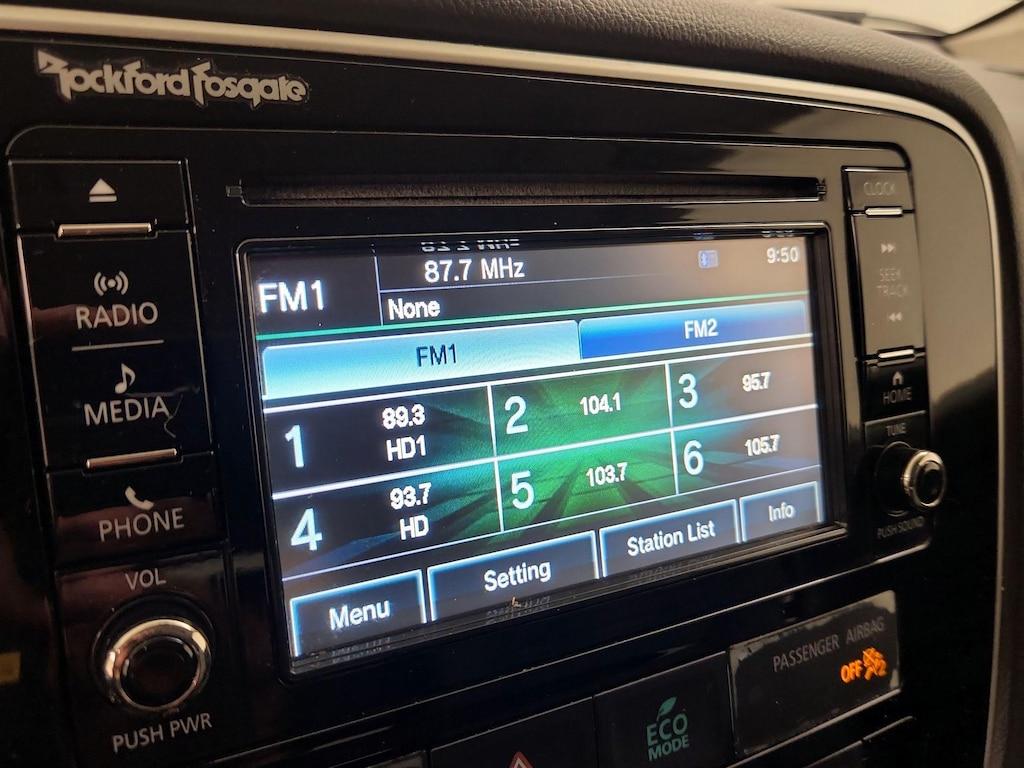 Rockford Fosgate
CLOCK
RADIO
MEDIA
PHONE
VOL
PUSH PWR
87.7 MHz
9:50
FM1
None
FM1
FM2
1
89.3
HD1
2
104.1
3
95.7
4
93.7
HD
5
103.7
6
105.7
Menu
Setting
Station List
Info
SEEK
TRACK
HOME
TUNE
PUSH SOUND
PASSENGER AIRBAG
OFF
ECO
MODE